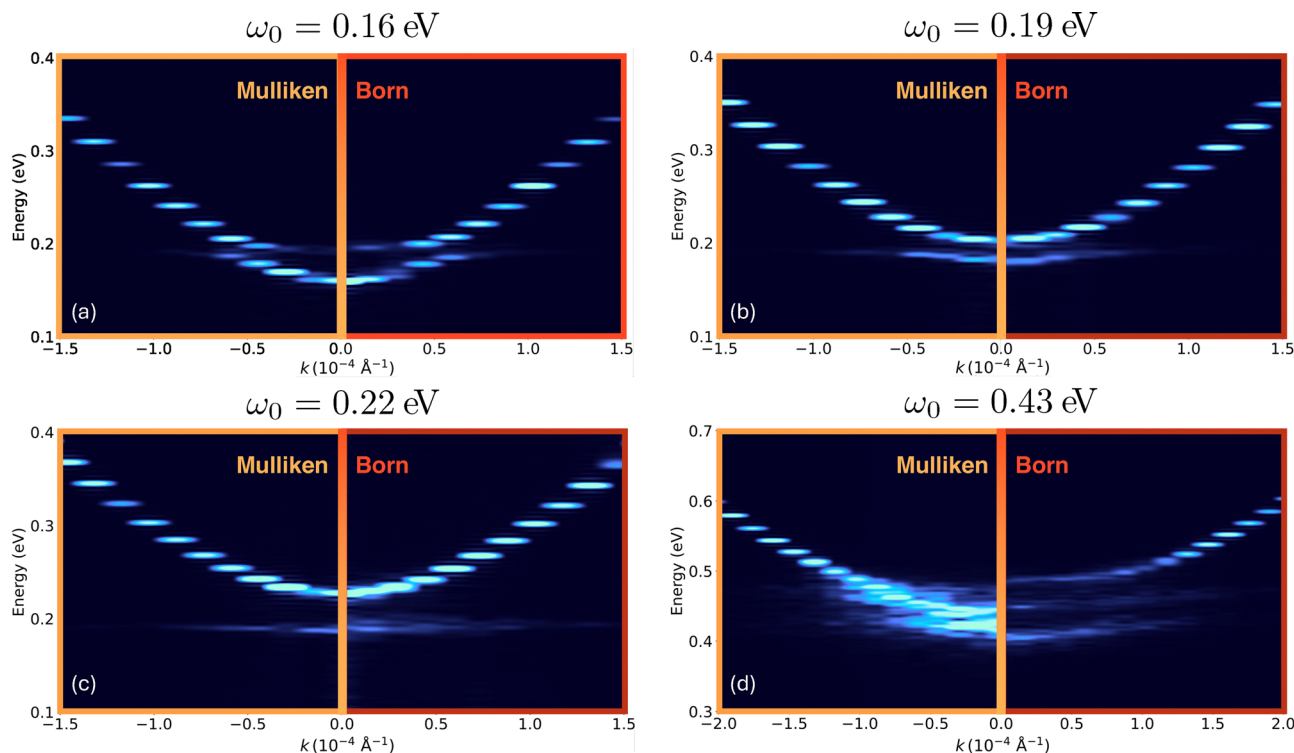 ω₀ = 0.16 eV
ω₀ = 0.19 eV
0.4
0.3
0.2
0.1
Energy (eV)
Mulliken Born
(a)
−1.5 −1.0 −0.5 0.0 0.5 1.0 1.5
k (10⁻⁴ Å⁻¹)
0.4
0.3
0.2
0.1
Energy (eV)
Mulliken Born
(b)
−1.5 −1.0 −0.5 0.0 0.5 1.0 1.5
k (10⁻⁴ Å⁻¹)
ω₀ = 0.22 eV
ω₀ = 0.43 eV
0.4
0.3
0.2
0.1
Energy (eV)
Mulliken Born
(c)
−1.5 −1.0 −0.5 0.0 0.5 1.0 1.5
k (10⁻⁴ Å⁻¹)
0.7
0.6
0.5
0.4
0.3
Energy (eV)
Mulliken Born
(d)
−2.0 −1.5 −1.0 −0.5 0.0 0.5 1.0 1.5 2.0
k (10⁻⁴ Å⁻¹)